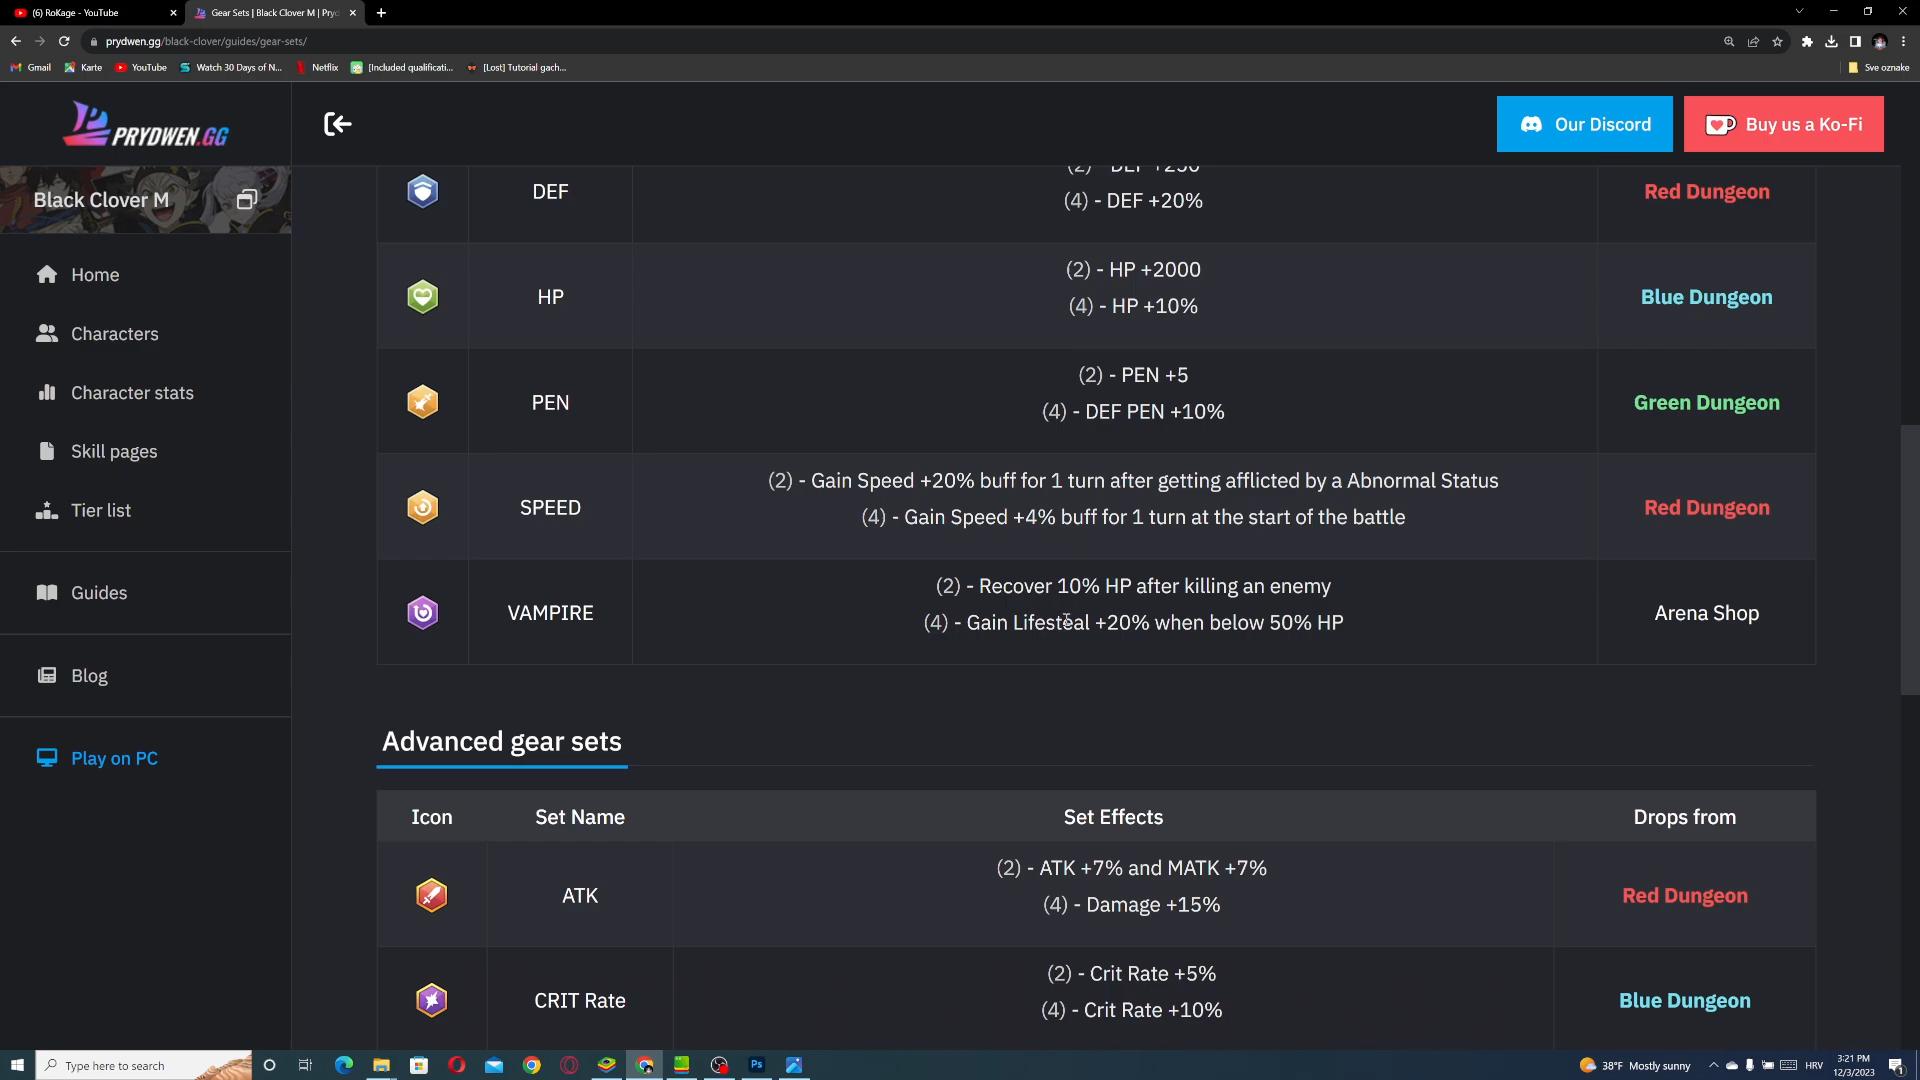 (6) RoKage - YouTube
Gear Sets | Black Clover M | Pryd
prydwen.gg/black-clover/guides/gear-sets/
Gmail
Karte
YouTube
Watch 30 Days of N...
Netflix
[Included qualificati...
[Lost] Tutorial gach...
Sve oznake
PRYDWEN.GG
Our Discord
Buy us a Ko-Fi
Black Clover M
Home
Characters
Character stats
Skill pages
Tier list
Guides
Blog
Play on PC
(2) - DEF +250
DEF
(4) - DEF +20%
Red Dungeon
HP
(2) - HP +2000
(4) - HP +10%
Blue Dungeon
PEN
(2) - PEN +5
(4) - DEF PEN +10%
Green Dungeon
SPEED
(2) - Gain Speed +20% buff for 1 turn after getting afflicted by a Abnormal Status
(4) - Gain Speed +4% buff for 1 turn at the start of the battle
Red Dungeon
VAMPIRE
(2) - Recover 10% HP after killing an enemy
(4) - Gain Lifesteal +20% when below 50% HP
Arena Shop
Advanced gear sets
Icon
Set Name
Set Effects
Drops from
ATK
(2) - ATK +7% and MATK +7%
(4) - Damage +15%
Red Dungeon
CRIT Rate
(2) - Crit Rate +5%
(4) - Crit Rate +10%
Blue Dungeon
Type here to search
Ps
38°F Mostly sunny
HRV
3:21 PM
12/3/2023
1